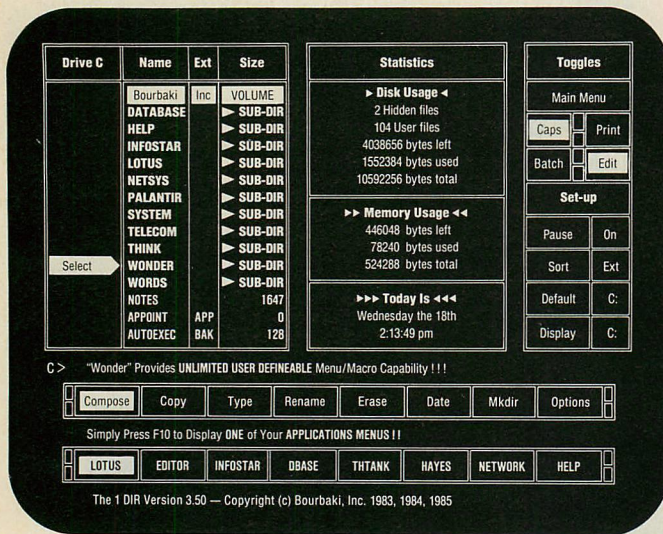 Drive C Name Ext Size
Bourbaki Inc VOLUME
DATABASE ► SUB-DIR
HELP ► SUB-DIR
INFOSTAR ► SUB-DIR
LOTUS ► SUB-DIR
NETSYS ► SUB-DIR
PALANTIR ► SUB-DIR
SYSTEM ► SUB-DIR
TELECOM ► SUB-DIR
THINK ► SUB-DIR
Select WONDER ► SUB-DIR
WORDS ► SUB-DIR
NOTES 1647
APPOINT APP 0
AUTOEXEC BAK 128
Statistics
► Disk Usage ◄
2 Hidden files
104 User files
4038656 bytes left
1552384 bytes used
10592256 bytes total
►► Memory Usage ◄◄
446048 bytes left
78240 bytes used
524288 bytes total
►►► Today Is ◄◄◄
Wednesday the 18th
2:13:49 pm
Toggles
Main Menu
Caps Print
Batch Edit
Set-up
Pause On
Sort Ext
Default C:
Display C:
C > "Wonder" Provides UNLIMITED USER DEFINEABLE Menu/Macro Capability ! ! !
Compose Copy Type Rename Erase Date Mkdir Options
Simply Press F10 to Display ONE of Your APPLICATIONS MENUS ! !
LOTUS EDITOR INFOSTAR DBASE THTANK HAYES NETWORK HELP
The 1 DIR Version 3.50 — Copyright (c) Bourbaki, Inc. 1983, 1984, 1985